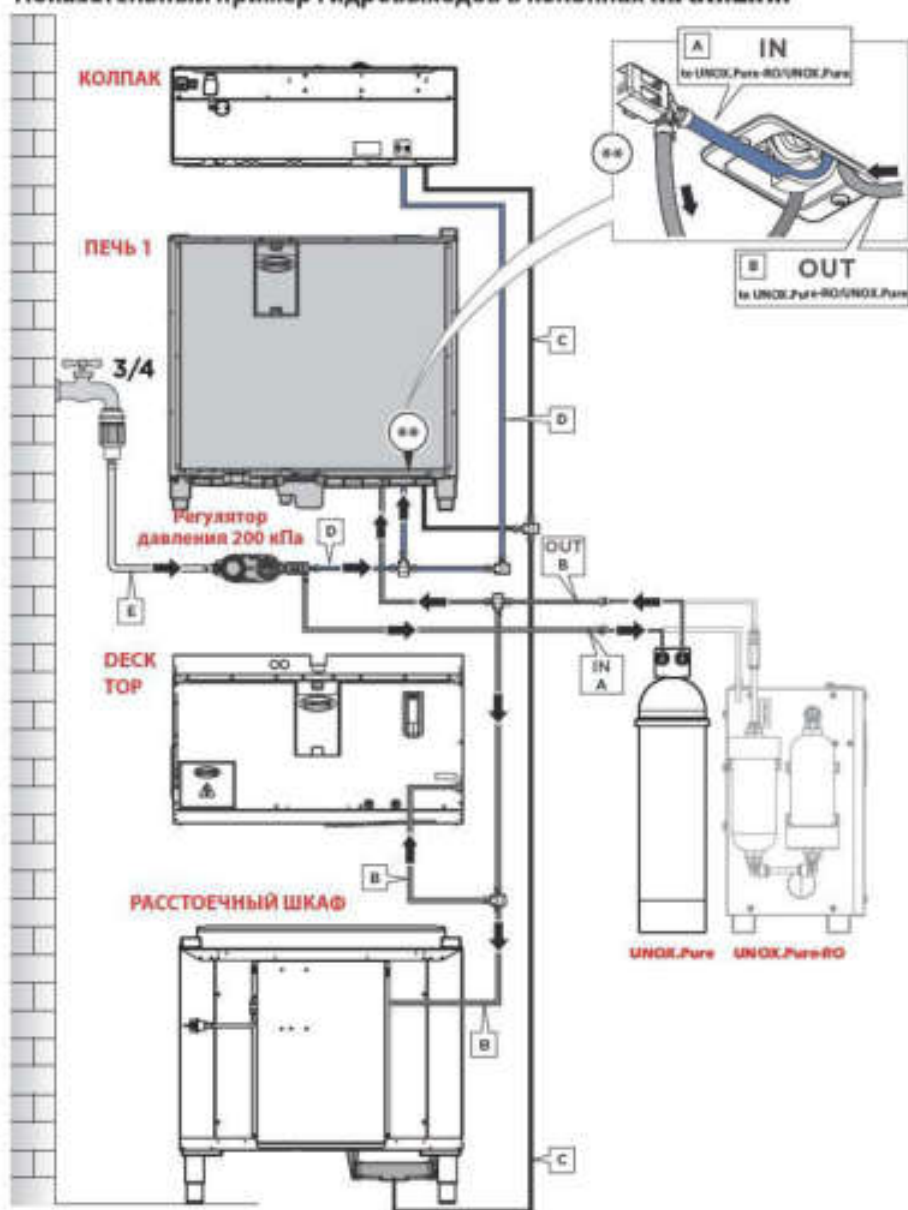 КОЛПАК
A
IN
to UNOX.Pure-RO/UNOX.Pure
**
B
OUT
to UNOX.Pure-RO/UNOX.Pure
ПЕЧЬ 1
C
3/4
D
**
Регулятор
давления 200 кПа
D
OUT
B
E
IN
A
DECK
TOP
B
РАССТОЕЧНЫЙ ШКАФ
UNOX.Pure
UNOX.Pure-RO
B
C